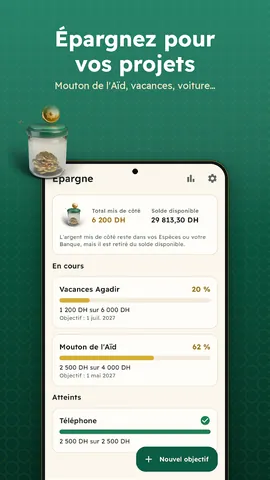 Épargnez pour
vos projets
Mouton de l'Aïd, vacances, voiture…
Épargne
Total mis de côté
Solde disponible
6 200 DH
29 813,30 DH
L'argent mis de côté reste dans vos Espèces ou votre
Banque, mais il est retiré du solde disponible.
En cours
Vacances Agadir
20 %
1 200 DH sur 6 000 DH
Objectif : 1 juil. 2027
Mouton de l'Aïd
62 %
2 500 DH sur 4 000 DH
Objectif : 1 mai 2027
Atteints
Téléphone
2 500 DH sur 2 500 DH
+ Nouvel objectif